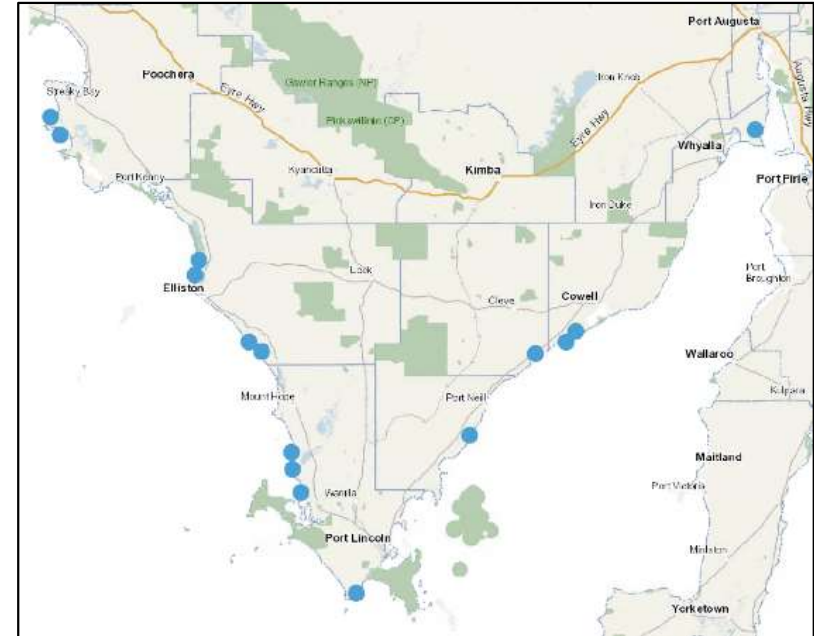 Port Augusta
Poochera
Gawler Ranges (NP)
Iron Knob
Streaky Bay
Eyre Hwy
Augusta Hwy
Pinkawillinie (CP)
Eyre Hwy
Whyalla
Port Kenny
Kyancutta
Kimba
Port Pirie
Iron Duke
Lock
Port
Broughton
Elliston
Cleve
Cowell
Wallaroo
Kulpara
Mount Hope
Port Neill
Maitland
Port Victoria
Wanilla
Port Lincoln
Minlaton
Yorketown